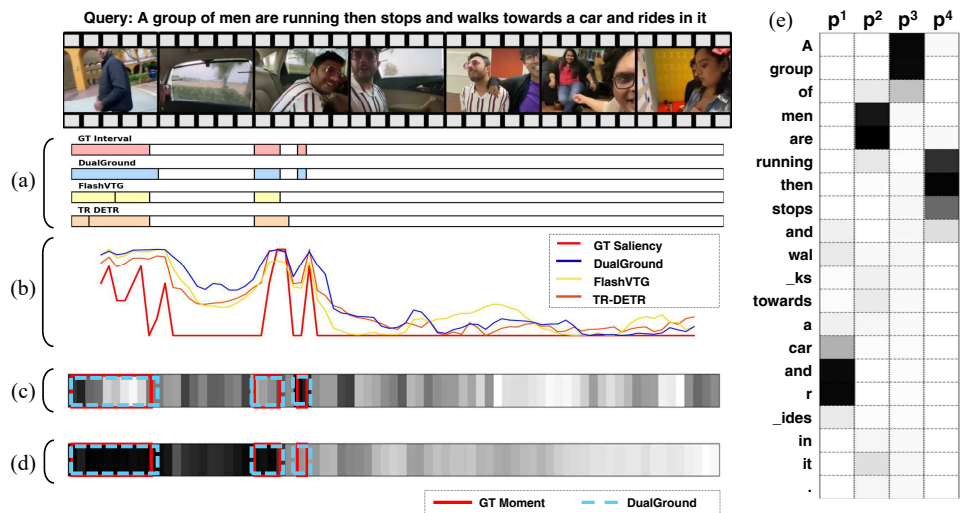 Query: A group of men are running then stops and walks towards a car and rides in it
(a)
GT Interval
DualGround
FlashVTG
TR DETR
(b)
GT Saliency
DualGround
FlashVTG
TR-DETR
(c)
(d)
GT Moment
DualGround
(e)
p¹ p² p³ p⁴
A
group
of
men
are
running
then
stops
and
wal
_ks
towards
a
car
and
r
_ides
in
it
.